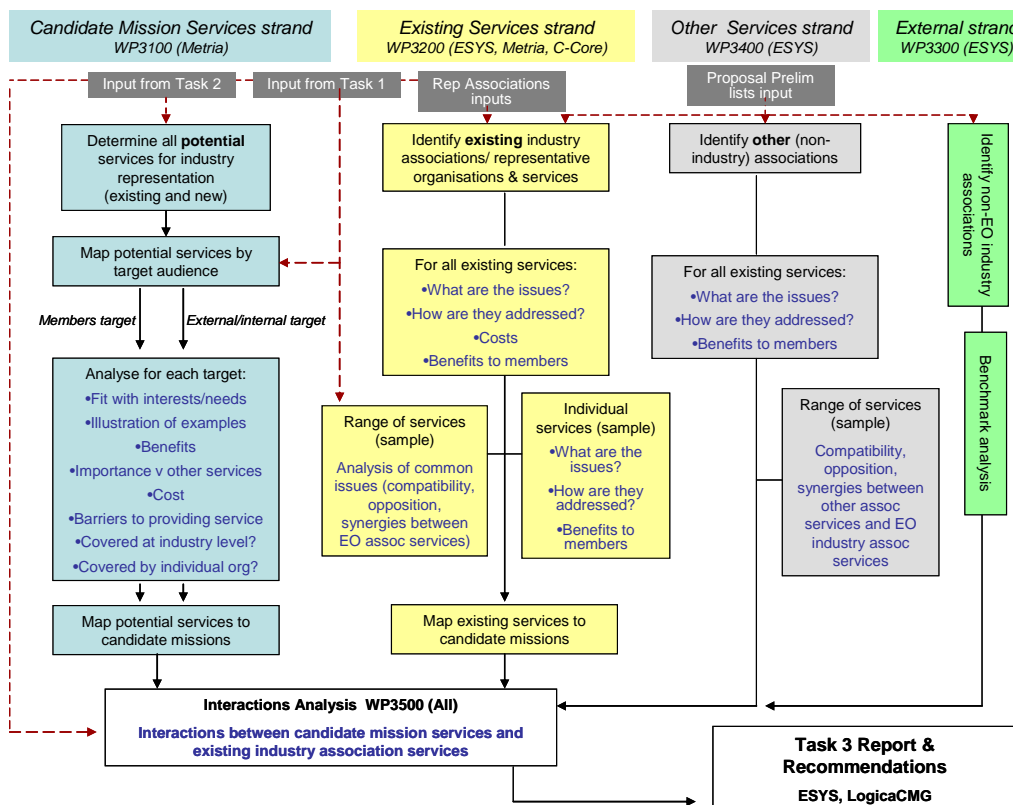 Candidate Mission Services strand
WP3100 (Metria)
Existing Services strand
WP3200 (ESYS, Metria, C-Core)
Other Services strand
WP3400 (ESYS)
External strand
WP3300 (ESYS)
Input from Task 2
Input from Task 1
Rep Associations
inputs
Proposal Prelim
lists input
Determine all potential
services for industry
representation
(existing and new)
Map potential services by
target audience
Members target
External/internal target
Analyse for each target:
•Fit with interests/needs
•Illustration of examples
•Benefits
•Importance v other services
•Cost
•Barriers to providing service
•Covered at industry level?
•Covered by individual org?
Map potential services to
candidate missions
Identify existing industry
associations/ representative
organisations & services
For all existing services:
•What are the issues?
•How are they addressed?
•Costs
•Benefits to members
Range of services
(sample)
Analysis of common
issues (compatibility,
opposition,
synergies between
EO assoc services)
Individual
services (sample)
•What are the
issues?
•How are they
addressed?
•Benefits to
members
Map existing services to
candidate missions
Identify other (non-
industry) associations
For all existing services:
•What are the issues?
•How are they addressed?
•Benefits to members
Range of services
(sample)
Compatibility,
opposition,
synergies between
other assoc
services and EO
industry assoc
services
Identify non-EO industry
associations
Benchmark analysis
Interactions Analysis WP3500 (All)
Interactions between candidate mission services and
existing industry association services
Task 3 Report &
Recommendations
ESYS, LogicaCMG